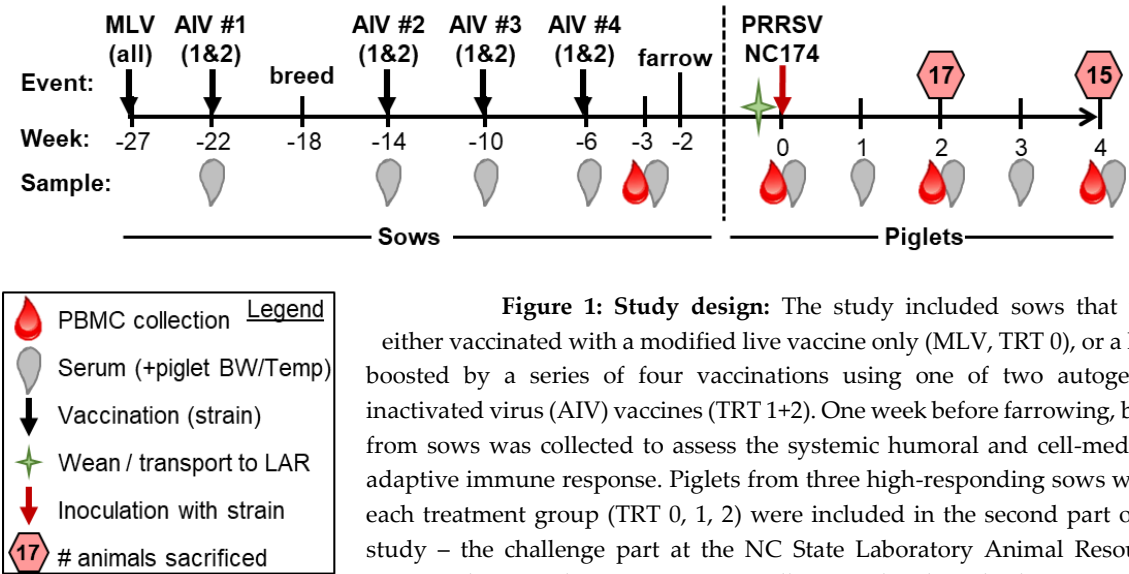 MLV AIV #1 AIV #2 AIV #3 AIV #4 PRRSV
(all) (1&2) (1&2) (1&2) (1&2) NC174
breed farrow 17 15
Event:
Week: -27 -22 -18 -14 -10 -6 -3 -2 0 1 2 3 4
Sample:
Sows Piglets
Legend
PBMC collection
Serum (+piglet BW/Temp)
Vaccination (strain)
Wean / transport to LAR
Inoculation with strain
17 # animals sacrificed
Figure 1: Study design: The study included sows that
either vaccinated with a modified live vaccine only (MLV, TRT 0), or a
boosted by a series of four vaccinations using one of two
inactivated virus (AIV) vaccines (TRT 1+2). One week before farrowing,
from sows was collected to assess the systemic humoral and
adaptive immune response. Piglets from three high-responding sows
each treatment group (TRT 0, 1, 2) were included in the second part
study – the challenge part at the NC State Laboratory Animal